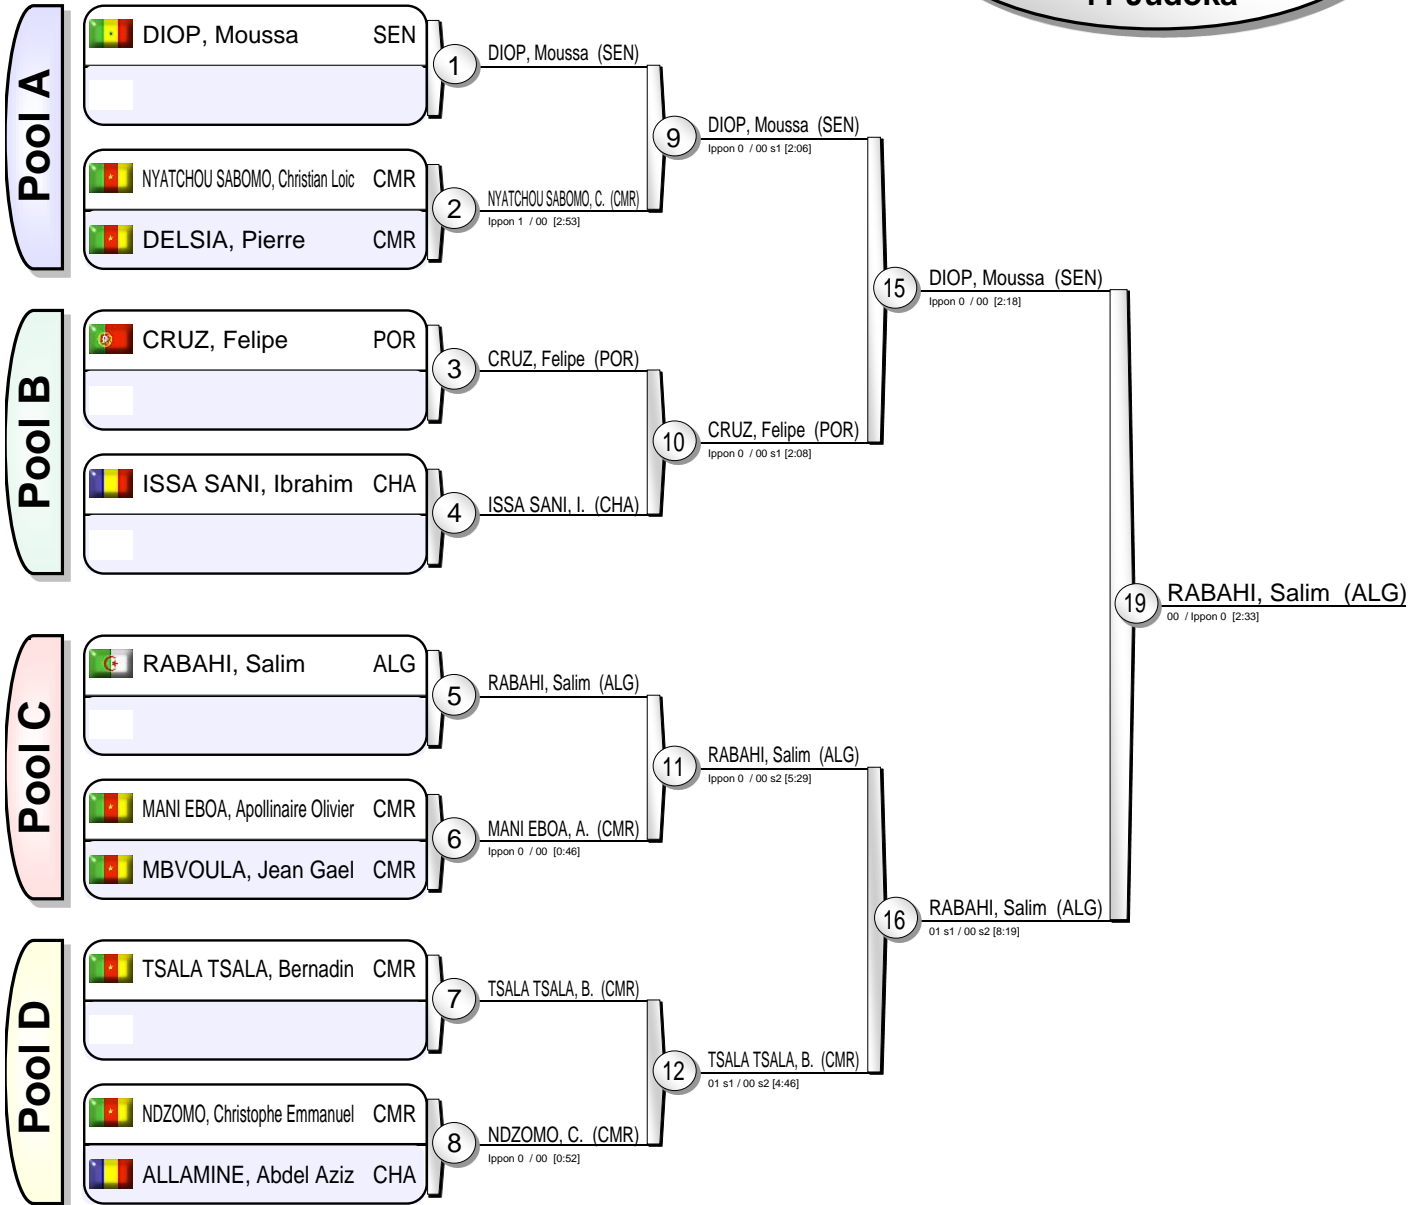 11 Judoka
Pool A
DIOP, Moussa SEN
NYATCHOU SABOMO, Christian Loic CMR
DELSIA, Pierre CMR
1
DIOP, Moussa (SEN)
2
NYATCHOU SABOMO, C. (CMR)
Ippon 1 / 00 [2:53]
9
DIOP, Moussa (SEN)
Ippon 0 / 00 s1 [2:06]
Pool B
CRUZ, Felipe POR
ISSA SANI, Ibrahim CHA
3
CRUZ, Felipe (POR)
4
ISSA SANI, I. (CHA)
10
CRUZ, Felipe (POR)
Ippon 0 / 00 s1 [2:08]
15
DIOP, Moussa (SEN)
Ippon 0 / 00 [2:18]
Pool C
RABAHI, Salim ALG
MANI EBOA, Apollinaire Olivier CMR
MBVOULA, Jean Gael CMR
5
RABAHI, Salim (ALG)
6
MANI EBOA, A. (CMR)
Ippon 0 / 00 [0:46]
11
RABAHI, Salim (ALG)
Ippon 0 / 00 s2 [5:29]
Pool D
TSALA TSALA, Bernadin CMR
NDZOMO, Christophe Emmanuel CMR
ALLAMINE, Abdel Aziz CHA
7
TSALA TSALA, B. (CMR)
8
NDZOMO, C. (CMR)
Ippon 0 / 00 [0:52]
12
TSALA TSALA, B. (CMR)
01 s1 / 00 s2 [4:46]
16
RABAHI, Salim (ALG)
01 s1 / 00 s2 [8:19]
19
RABAHI, Salim (ALG)
00 / Ippon 0 [2:33]